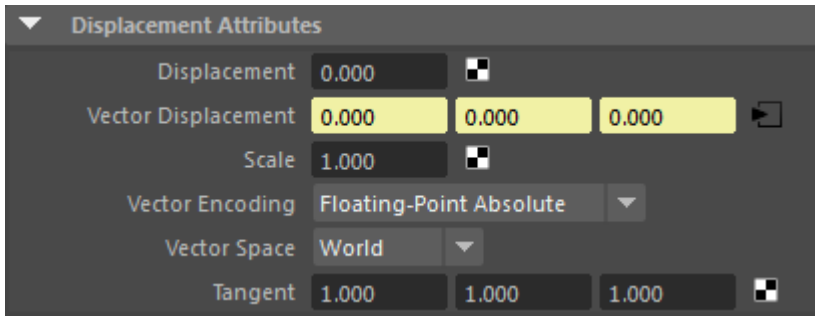 Displacement Attributes
Displacement 0.000
Vector Displacement 0.000 0.000 0.000
Scale 1.000
Vector Encoding Floating-Point Absolute
Vector Space World
Tangent 1.000 1.000 1.000